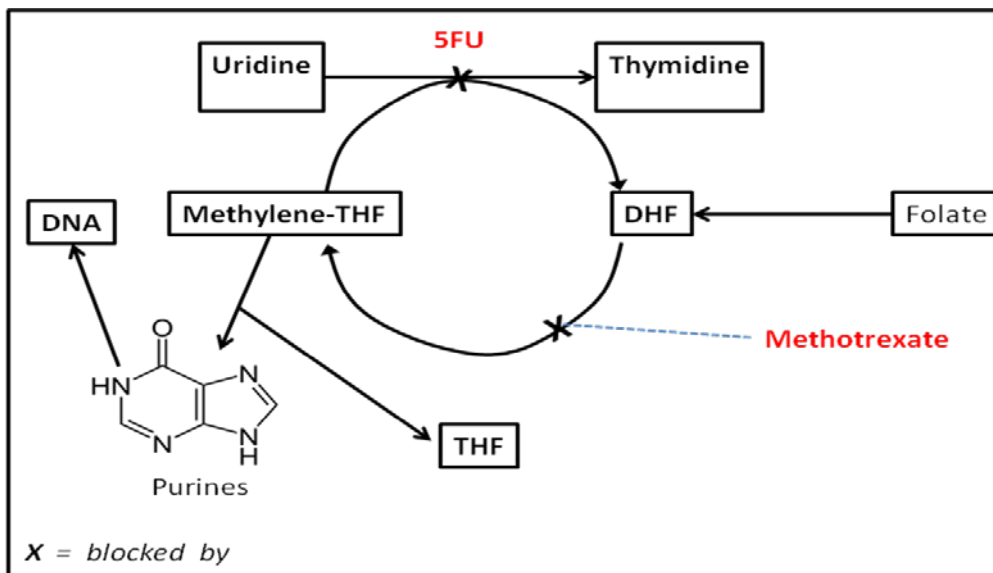 5FU
Uridine
Thymidine
DNA
Methylene-THF
DHF
Folate
Methotrexate
O
HN
N
N
N
H
THF
Purines
X = blocked by